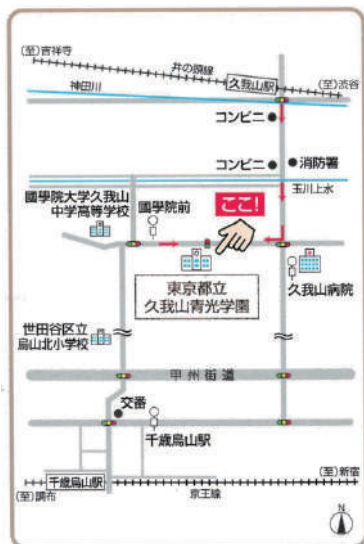 (至)吉祥寺
井の頭線
久我山駅
(至)渋谷
神田川
コンビニ
コンビニ
消防署
玉川上水
國學院大学久我山
中学高等学校
國學院前
ここ!
東京都立
久我山青光学園
久我山病院
世田谷区立
烏山北小学校
甲州街道
交番
千歳烏山駅
千歳烏山駅
(至)調布
京王線
(至)新宿
N